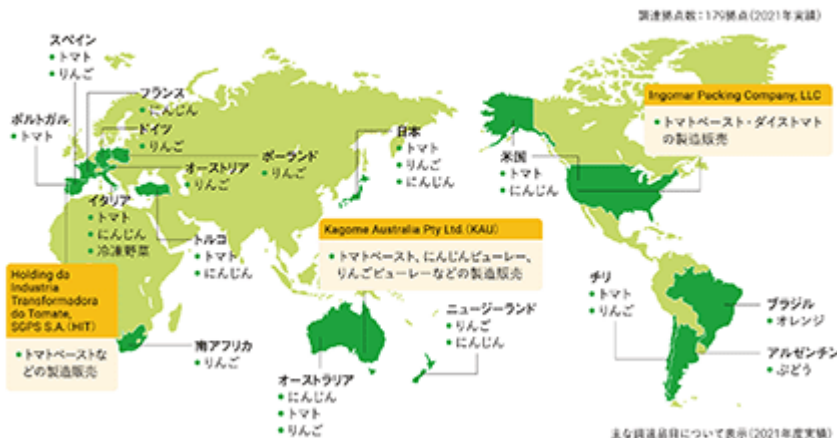 調達拠点数：179拠点（2021年実績）
スペイン
• トマト
• りんご
フランス
• にんじん
ポルトガル
• トマト
ドイツ
• りんご
ポーランド
• りんご
オーストリア
• りんご
イタリア
• トマト
• にんじん
• 冷凍野菜
トルコ
• トマト
• にんじん
日本
• トマト
• りんご
• にんじん
米国
• トマト
• にんじん
Ingomar Packing Company, LLC
• トマトペースト・ダイストマト
の製造販売
Kagome Australia Pty Ltd. (KAU)
• トマトペースト、にんじんピューレー、
りんごピューレーなどの製造販売
Holding da
Industria
Transformadora
do Tomate,
SGPS S.A. (HIT)
• トマトペーストな
どの製造販売
南アフリカ
• りんご
オーストラリア
• にんじん
• トマト
• りんご
ニュージーランド
• りんご
• にんじん
チリ
• トマト
• りんご
ブラジル
• オレンジ
アルゼンチン
• ぶどう
主な調達品目について表示（2021年度実績）